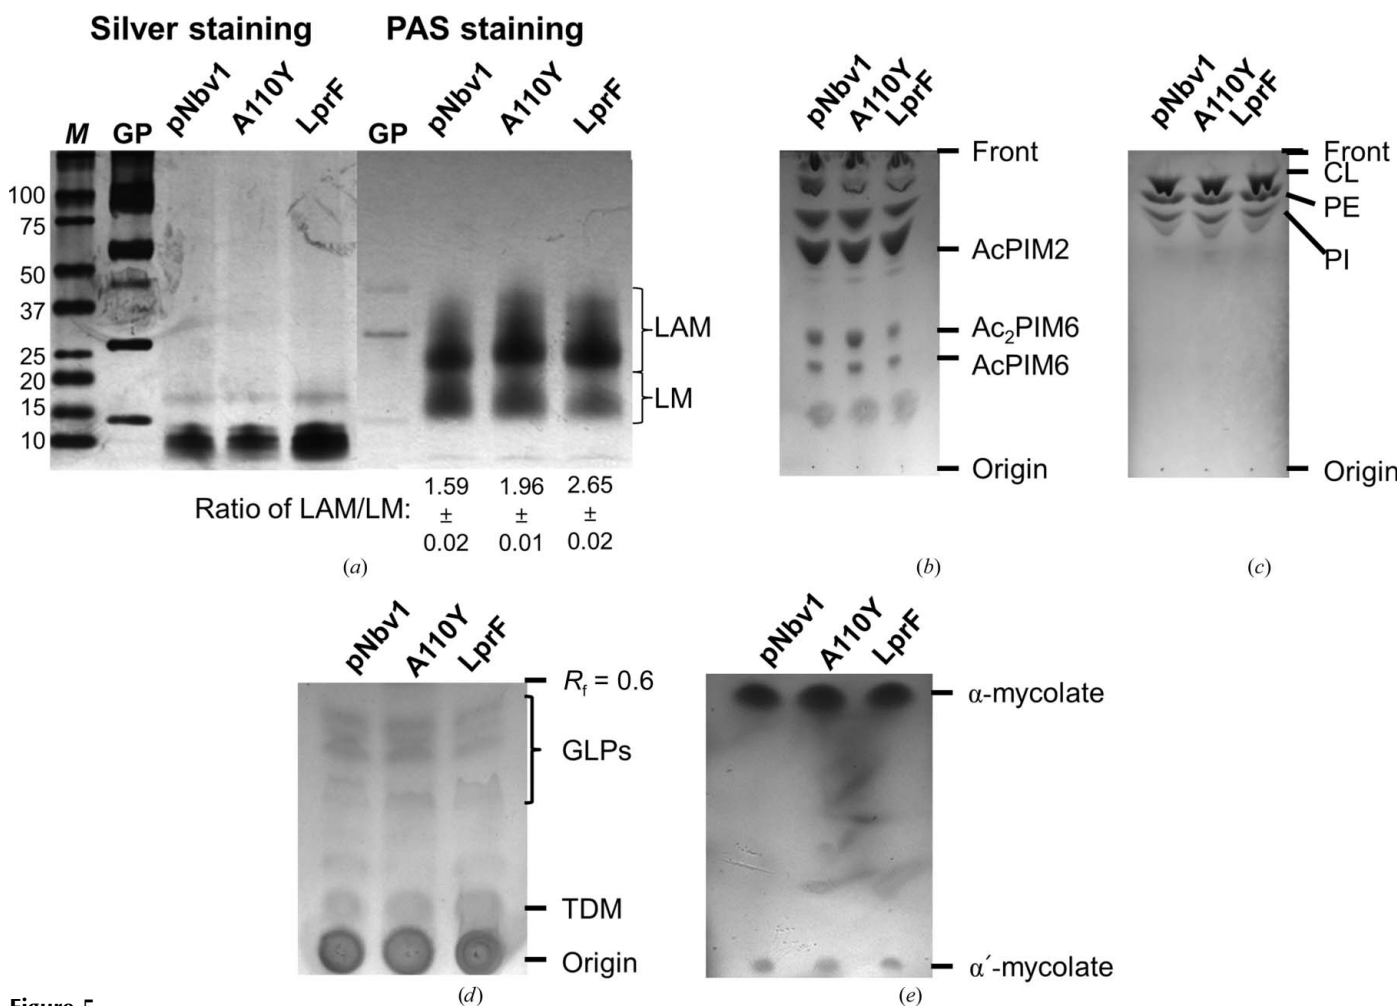 Silver staining
PAS staining
M
GP
pNbv1
A110Y
LprF
GP
pNbv1
A110Y
LprF
100
75
50
37
25
20
15
10
LAM
LM
Ratio of LAM/LM:
1.59 ± 0.02
1.96 ± 0.01
2.65 ± 0.02
(a)
pNbv1
A110Y
LprF
Front
AcPIM2
Ac₂PIM6
AcPIM6
Origin
(b)
pNbv1
A110Y
LprF
Front
CL
PE
PI
Origin
(c)
pNbv1
A110Y
LprF
Rf = 0.6
GLPs
TDM
Origin
(d)
pNbv1
A110Y
LprF
α-mycolate
α´-mycolate
(e)
Figure 5